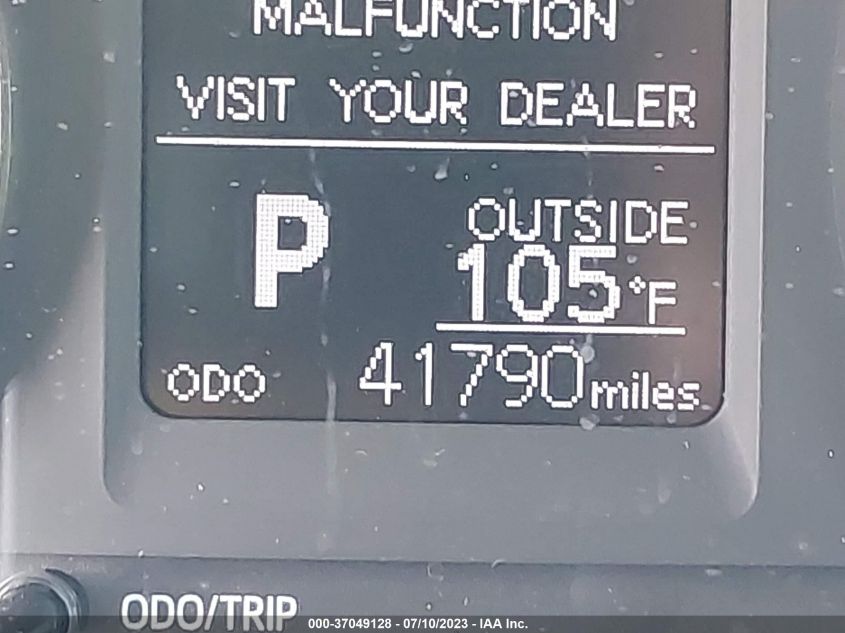 MALFUNCTION
VISIT YOUR DEALER
P
OUTSIDE
105°F
ODO 41790 miles
ODO/TRIP
000-37049128 - 07/10/2023 - IAA Inc.